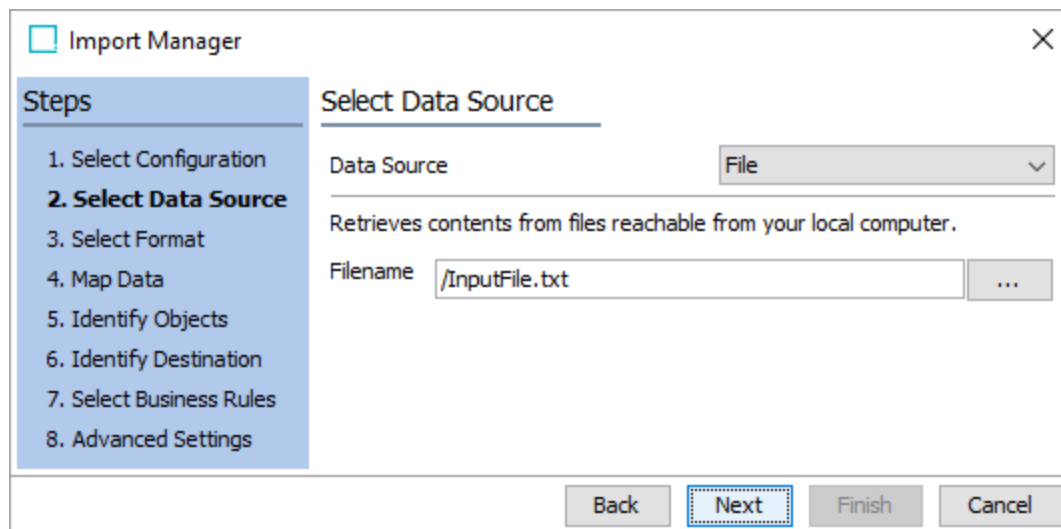 Import Manager
Steps
1. Select Configuration
2. Select Data Source
3. Select Format
4. Map Data
5. Identify Objects
6. Identify Destination
7. Select Business Rules
8. Advanced Settings
Select Data Source
Data Source File
Retrieves contents from files reachable from your local computer.
Filename /InputFile.txt ...
Back Next Finish Cancel